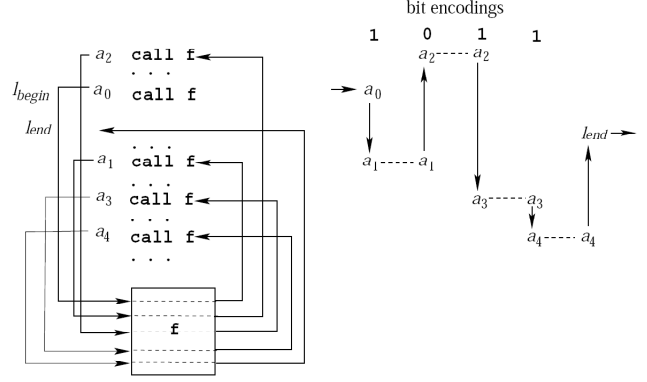 bit encodings
1 0 1 1
a2 call f
. . .
lbegin a0 call f
lend
. . .
a1 call f
. . .
a3 call f
. . .
a4 call f
. . .
f
a2 a2
a0
lend
a1 a1
a3 a3
a4 a4